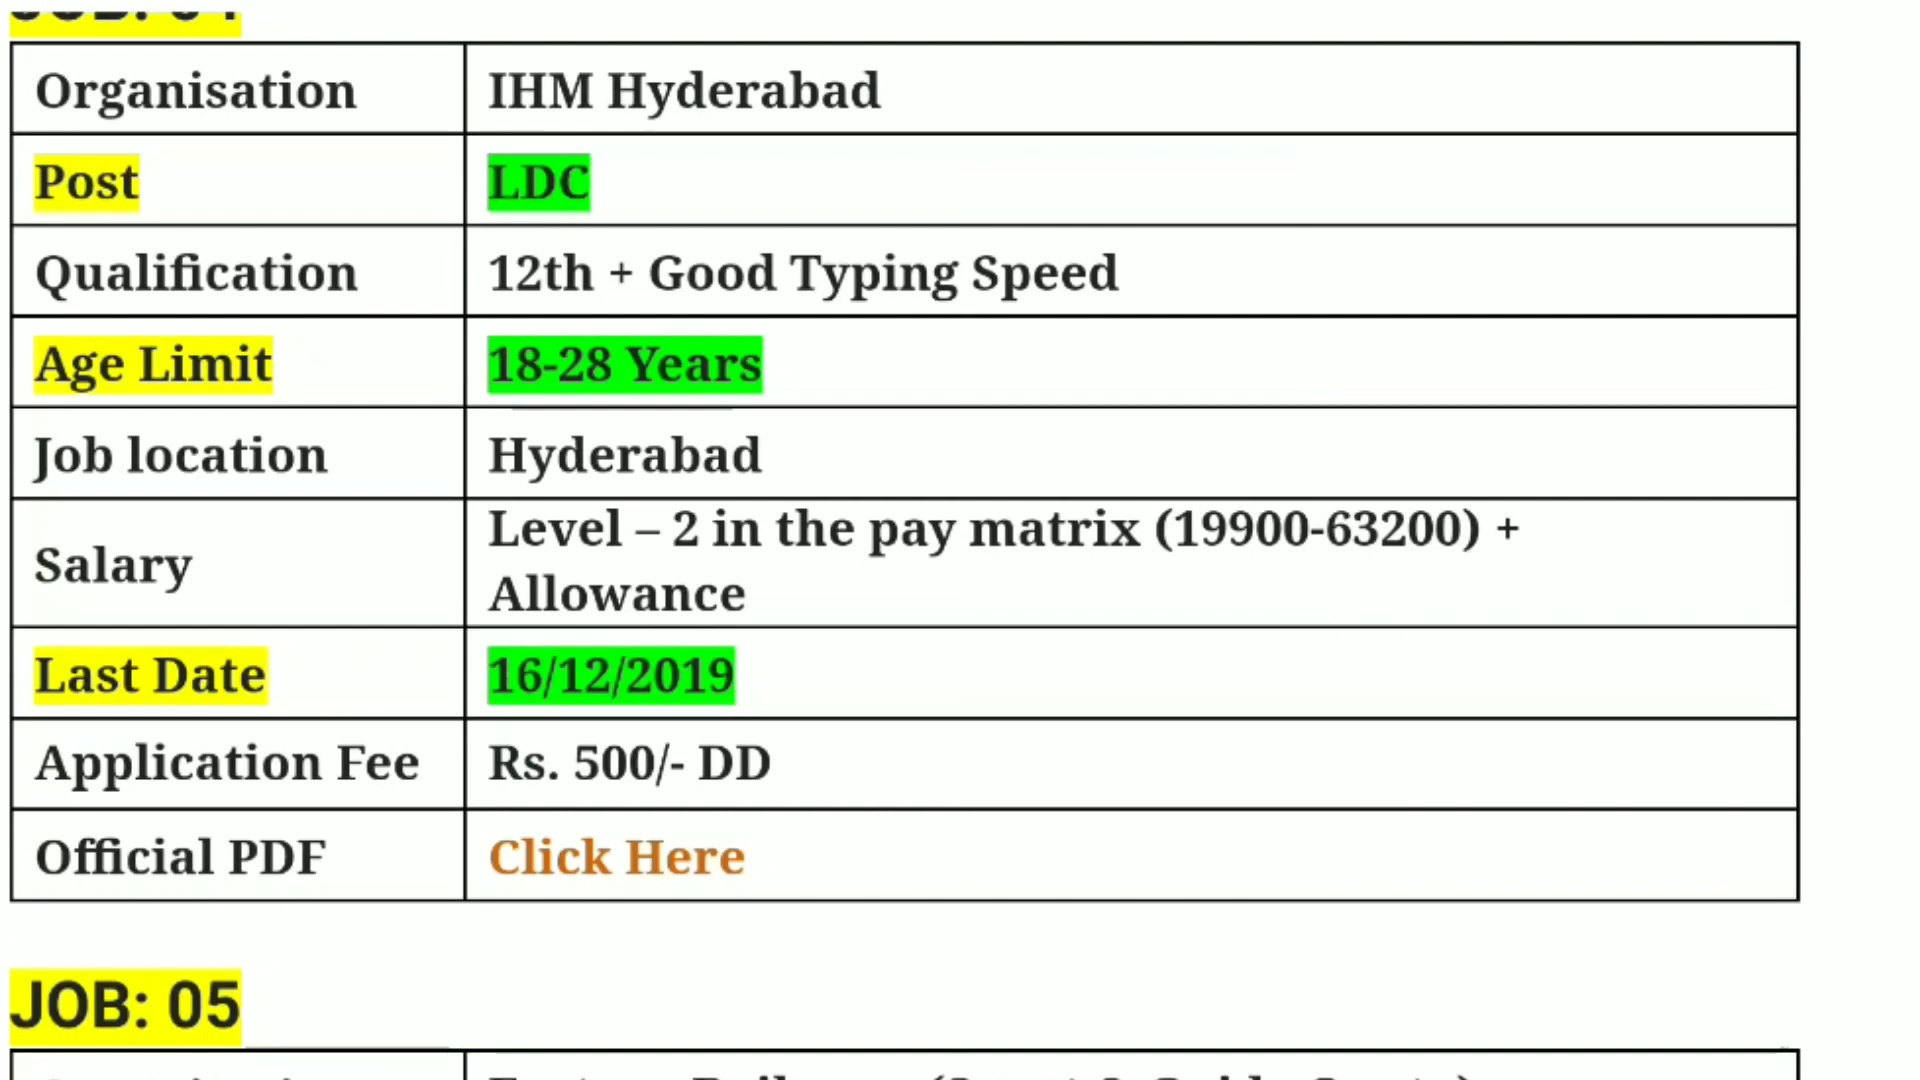 JOB: 04
Organisation IHM Hyderabad
Post LDC
Qualification 12th + Good Typing Speed
Age Limit 18-28 Years
Job location Hyderabad
Salary Level – 2 in the pay matrix (19900-63200) +
Allowance
Last Date 16/12/2019
Application Fee Rs. 500/- DD
Official PDF Click Here
JOB: 05